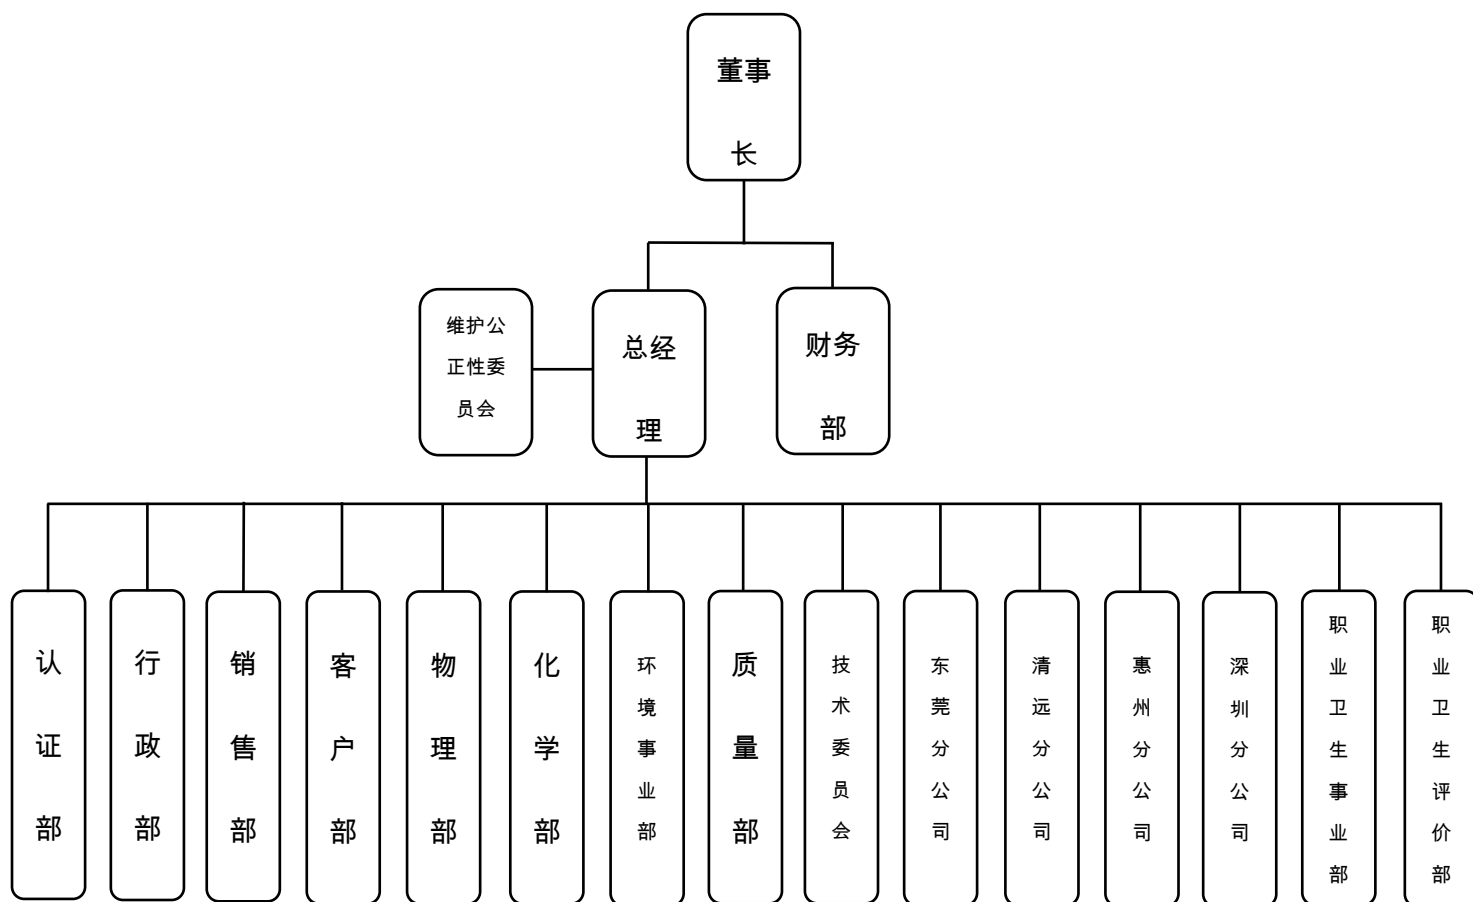 董事
长
维护公
正性委
员会
总经
理
财务
部
认证部
行政部
销售部
客户部
物理部
化学部
环境事业部
质量部
技术委员会
东莞分公司
清远分公司
惠州分公司
深圳分公司
职业卫生事业部
职业卫生评价部